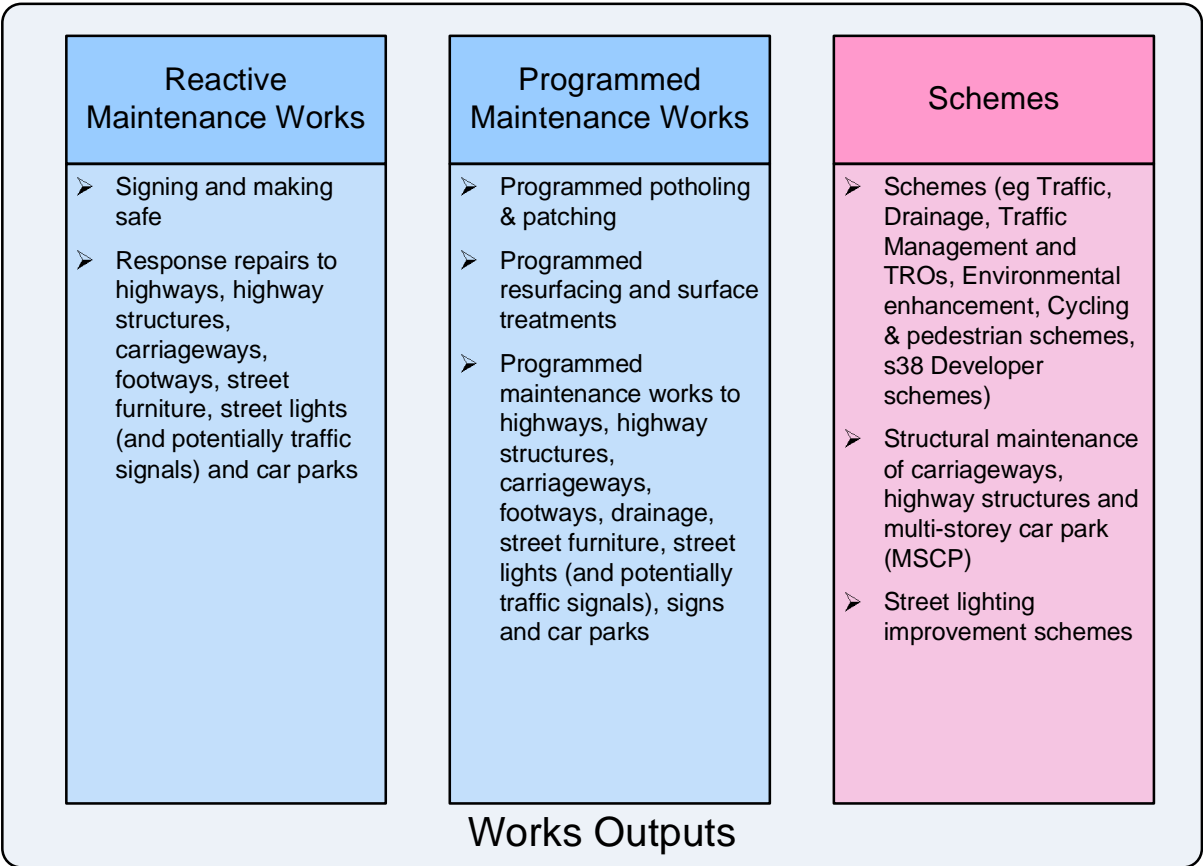 Reactive
Maintenance Works
➢ Signing and making
safe
➢ Response repairs to
highways, highway
structures,
carriageways,
footways, street
furniture, street lights
(and potentially traffic
signals) and car parks
Programmed
Maintenance Works
➢ Programmed potholing
& patching
➢ Programmed
resurfacing and surface
treatments
➢ Programmed
maintenance works to
highways, highway
structures,
carriageways,
footways, drainage,
street furniture, street
lights (and potentially
traffic signals), signs
and car parks
Schemes
➢ Schemes (eg Traffic,
Drainage, Traffic
Management and
TROs, Environmental
enhancement, Cycling
& pedestrian schemes,
s38 Developer
schemes)
➢ Structural maintenance
of carriageways,
highway structures and
multi-storey car park
(MSCP)
➢ Street lighting
improvement schemes
Works Outputs